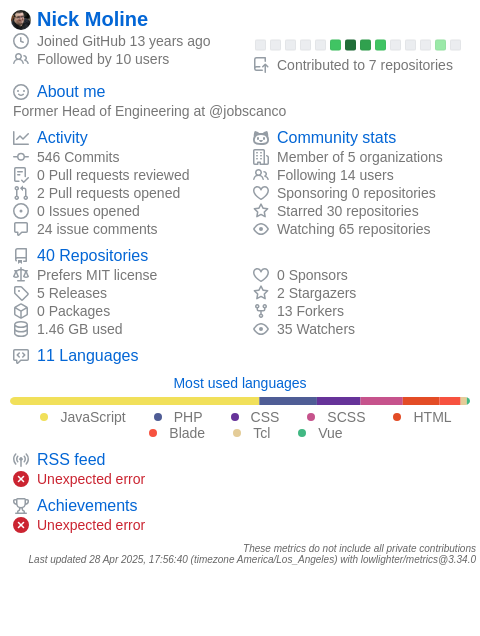 Nick Moline
Joined GitHub 13 years ago
Followed by 10 users
Contributed to 7 repositories
About me
Former Head of Engineering at @jobscanco
Activity
546 Commits
0 Pull requests reviewed
2 Pull requests opened
0 Issues opened
24 issue comments
Community stats
Member of 5 organizations
Following 14 users
Sponsoring 0 repositories
Starred 30 repositories
Watching 65 repositories
40 Repositories
Prefers MIT license
5 Releases
0 Packages
1.46 GB used
0 Sponsors
2 Stargazers
13 Forkers
35 Watchers
11 Languages
Most used languages
JavaScript PHP CSS SCSS HTML
Blade Tcl Vue
RSS feed
Unexpected error
Achievements
Unexpected error
These metrics do not include all private contributions
Last updated 28 Apr 2025, 17:56:40 (timezone America/Los_Angeles) with lowlighter/metrics@3.34.0